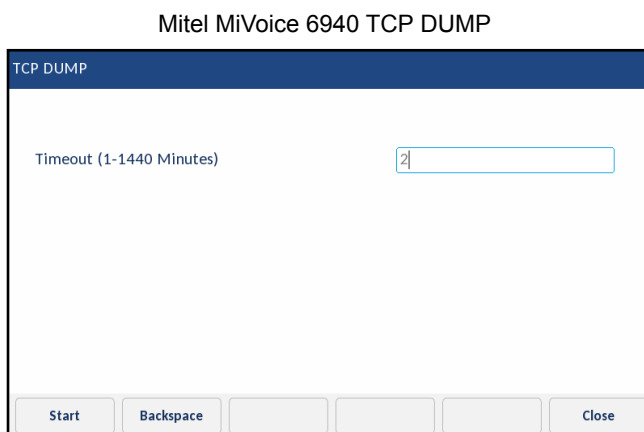 Mitel MiVoice 6940 TCP DUMP
TCP DUMP
Timeout (1-1440 Minutes) 2
Start Backspace Close